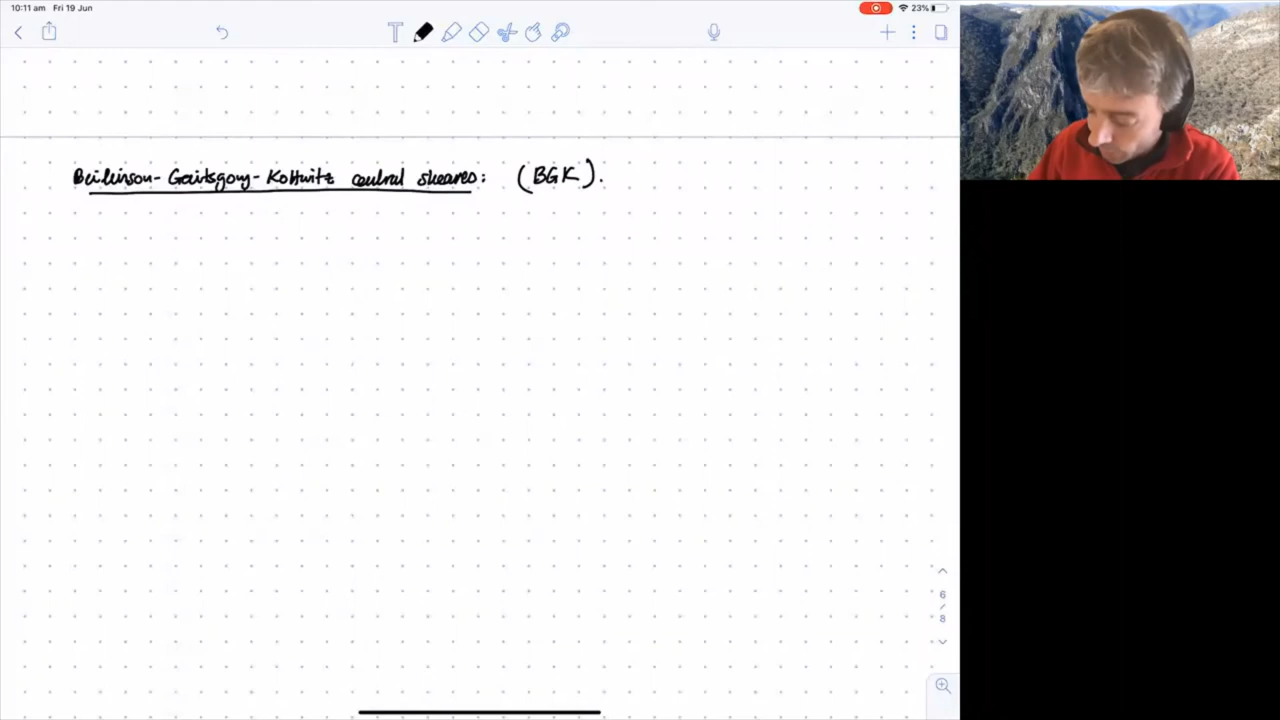 10:11 am Fri 19 Jun
23%
T
Beilinson - Gaitsgory - Kottwitz central sheaves: (BGK).
6
/
8